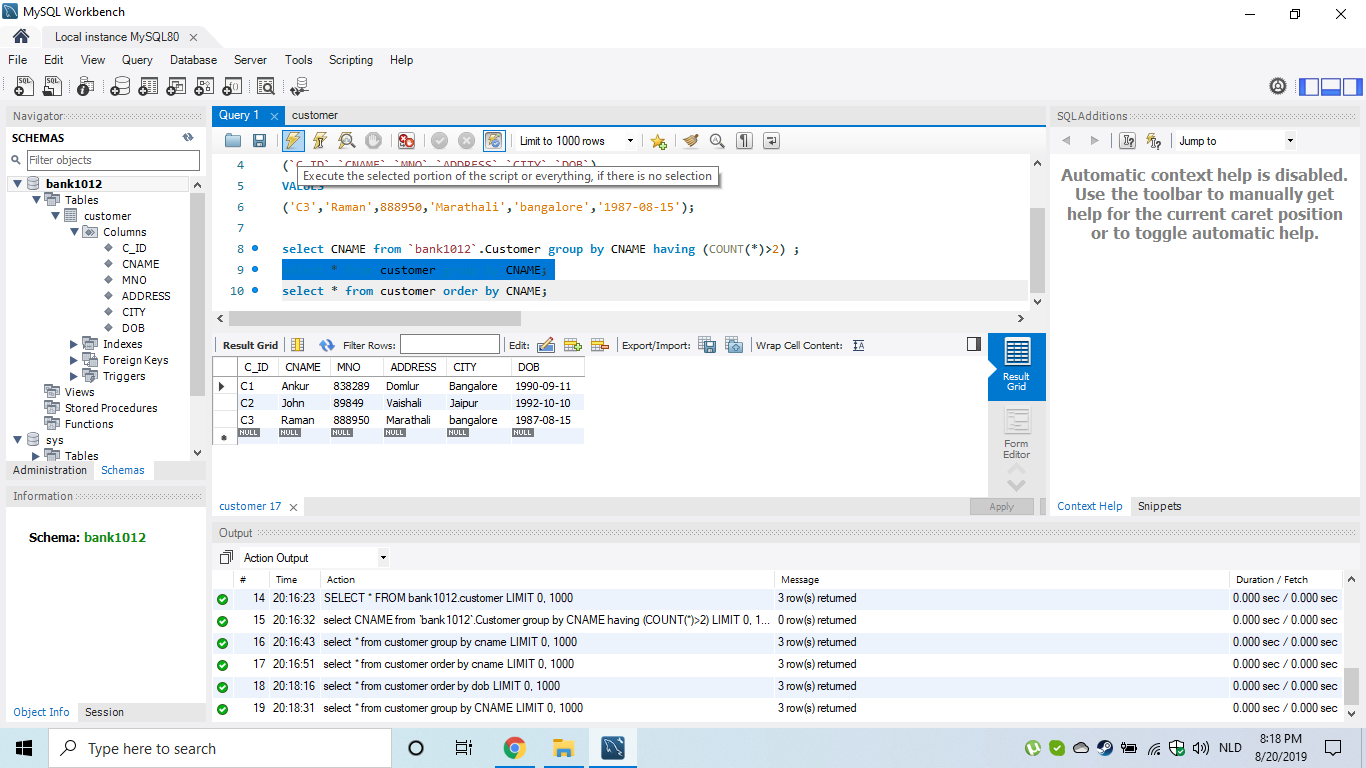 MySQL Workbench
Local instance MySQL80
File Edit View Query Database Server Tools Scripting Help
Navigator
SCHEMAS
Filter objects
bank1012
Tables
customer
Columns
C_ID
CNAME
MNO
ADDRESS
CITY
DOB
Indexes
Foreign Keys
Triggers
Views
Stored Procedures
Functions
sys
Tables
Administration Schemas
Information
Schema: bank1012
Object Info Session
Query 1 customer
Limit to 1000 rows
4 (`C_ID`,`CNAME`,`MNO`,`ADDRESS`,`CITY`,`DOB`)
Execute the selected portion of the script or everything, if there is no selection
5 VALUES
6 ('C3','Raman',888950,'Marathali','bangalore','1987-08-15');
7
8 select CNAME from `bank1012`.Customer group by CNAME having (COUNT(*)>2) ;
9 * customer CNAME;
10 select * from customer order by CNAME;
Result Grid Filter Rows: Edit: Export/Import: Wrap Cell Content:
C_ID CNAME MNO ADDRESS CITY DOB
C1 Ankur 838289 Domlur Bangalore 1990-09-11
C2 John 89849 Vaishali Jaipur 1992-10-10
C3 Raman 888950 Marathali bangalore 1987-08-15
NULL NULL NULL NULL NULL NULL
Result Grid
Form Editor
customer 17
Apply
SQLAdditions
Jump to
Automatic context help is disabled.
Use the toolbar to manually get
help for the current caret position
or to toggle automatic help.
Context Help Snippets
Output
Action Output
# Time Action Message Duration / Fetch
14 20:16:23 SELECT * FROM bank1012.customer LIMIT 0, 1000 3 row(s) returned 0.000 sec / 0.000 sec
15 20:16:32 select CNAME from `bank1012`.Customer group by CNAME having (COUNT(*)>2) LIMIT 0, 1... 0 row(s) returned 0.000 sec / 0.000 sec
16 20:16:43 select * from customer group by cname LIMIT 0, 1000 3 row(s) returned 0.000 sec / 0.000 sec
17 20:16:51 select * from customer order by cname LIMIT 0, 1000 3 row(s) returned 0.000 sec / 0.000 sec
18 20:18:16 select * from customer order by dob LIMIT 0, 1000 3 row(s) returned 0.000 sec / 0.000 sec
19 20:18:31 select * from customer group by CNAME LIMIT 0, 1000 3 row(s) returned 0.000 sec / 0.000 sec
Type here to search
NLD
8:18 PM
8/20/2019